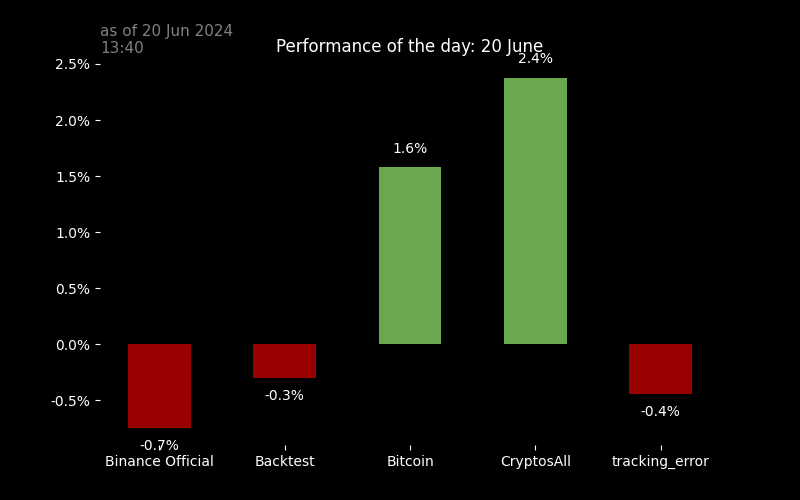 as of 20 Jun 2024
13:40
Performance of the day: 20 June
2.5%
2.4%
2.0%
1.6%
1.5%
1.0%
0.5%
0.0%
-0.5%
-0.3%
-0.4%
-0.7%
Binance Official
Backtest
Bitcoin
CryptosAll
tracking_error